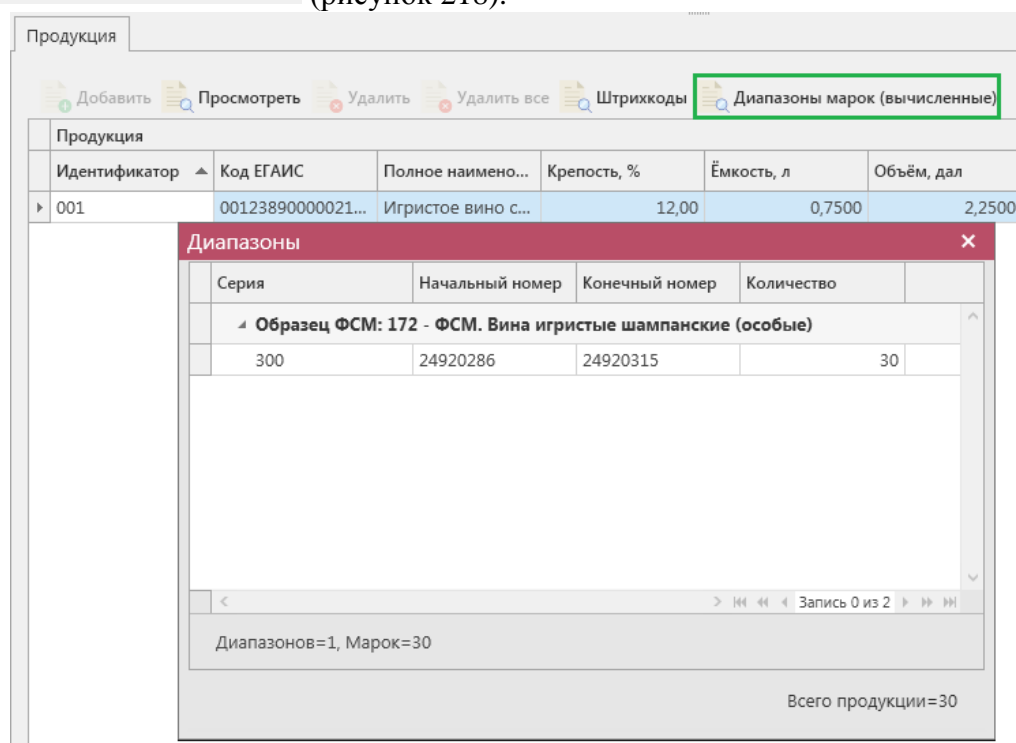 (рисунок 218).
Продукция
Добавить Просмотреть Удалить Удалить все Штрихкоды Диапазоны марок (вычисленные)
Продукция
Идентификатор Код ЕГАИС Полное наимено... Крепость, % Ёмкость, л Объём, дал
001 00123890000021... Игристое вино с... 12,00 0,7500 2,2500
Диапазоны
Серия Начальный номер Конечный номер Количество
Образец ФСМ: 172 - ФСМ. Вина игристые шампанские (особые)
300 24920286 24920315 30
Запись 0 из 2
Диапазонов=1, Марок=30
Всего продукции=30